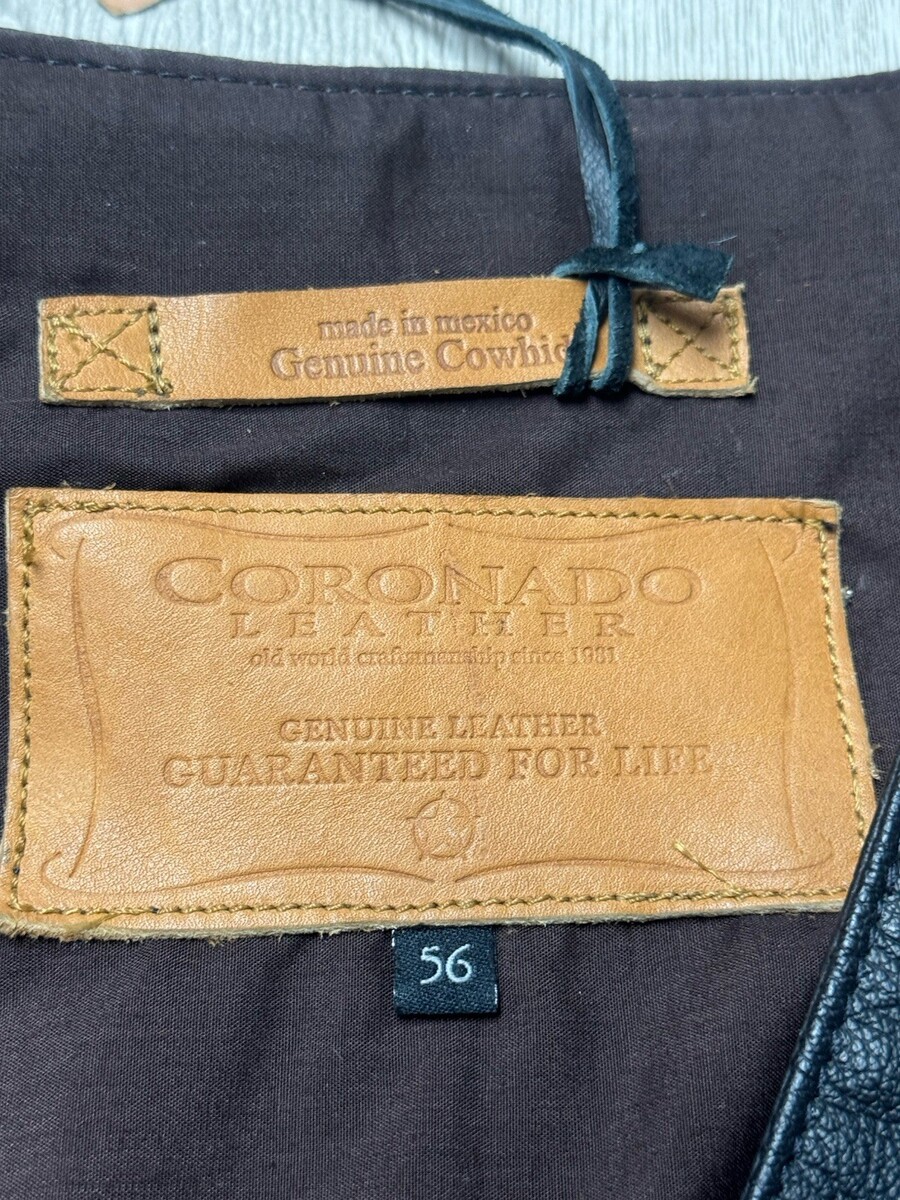 made in mexico
Genuine Cowhid
CORONADO
LEATHER
old world craftsmanship since 1981
GENUINE LEATHER
GUARANTEED FOR LIFE
56